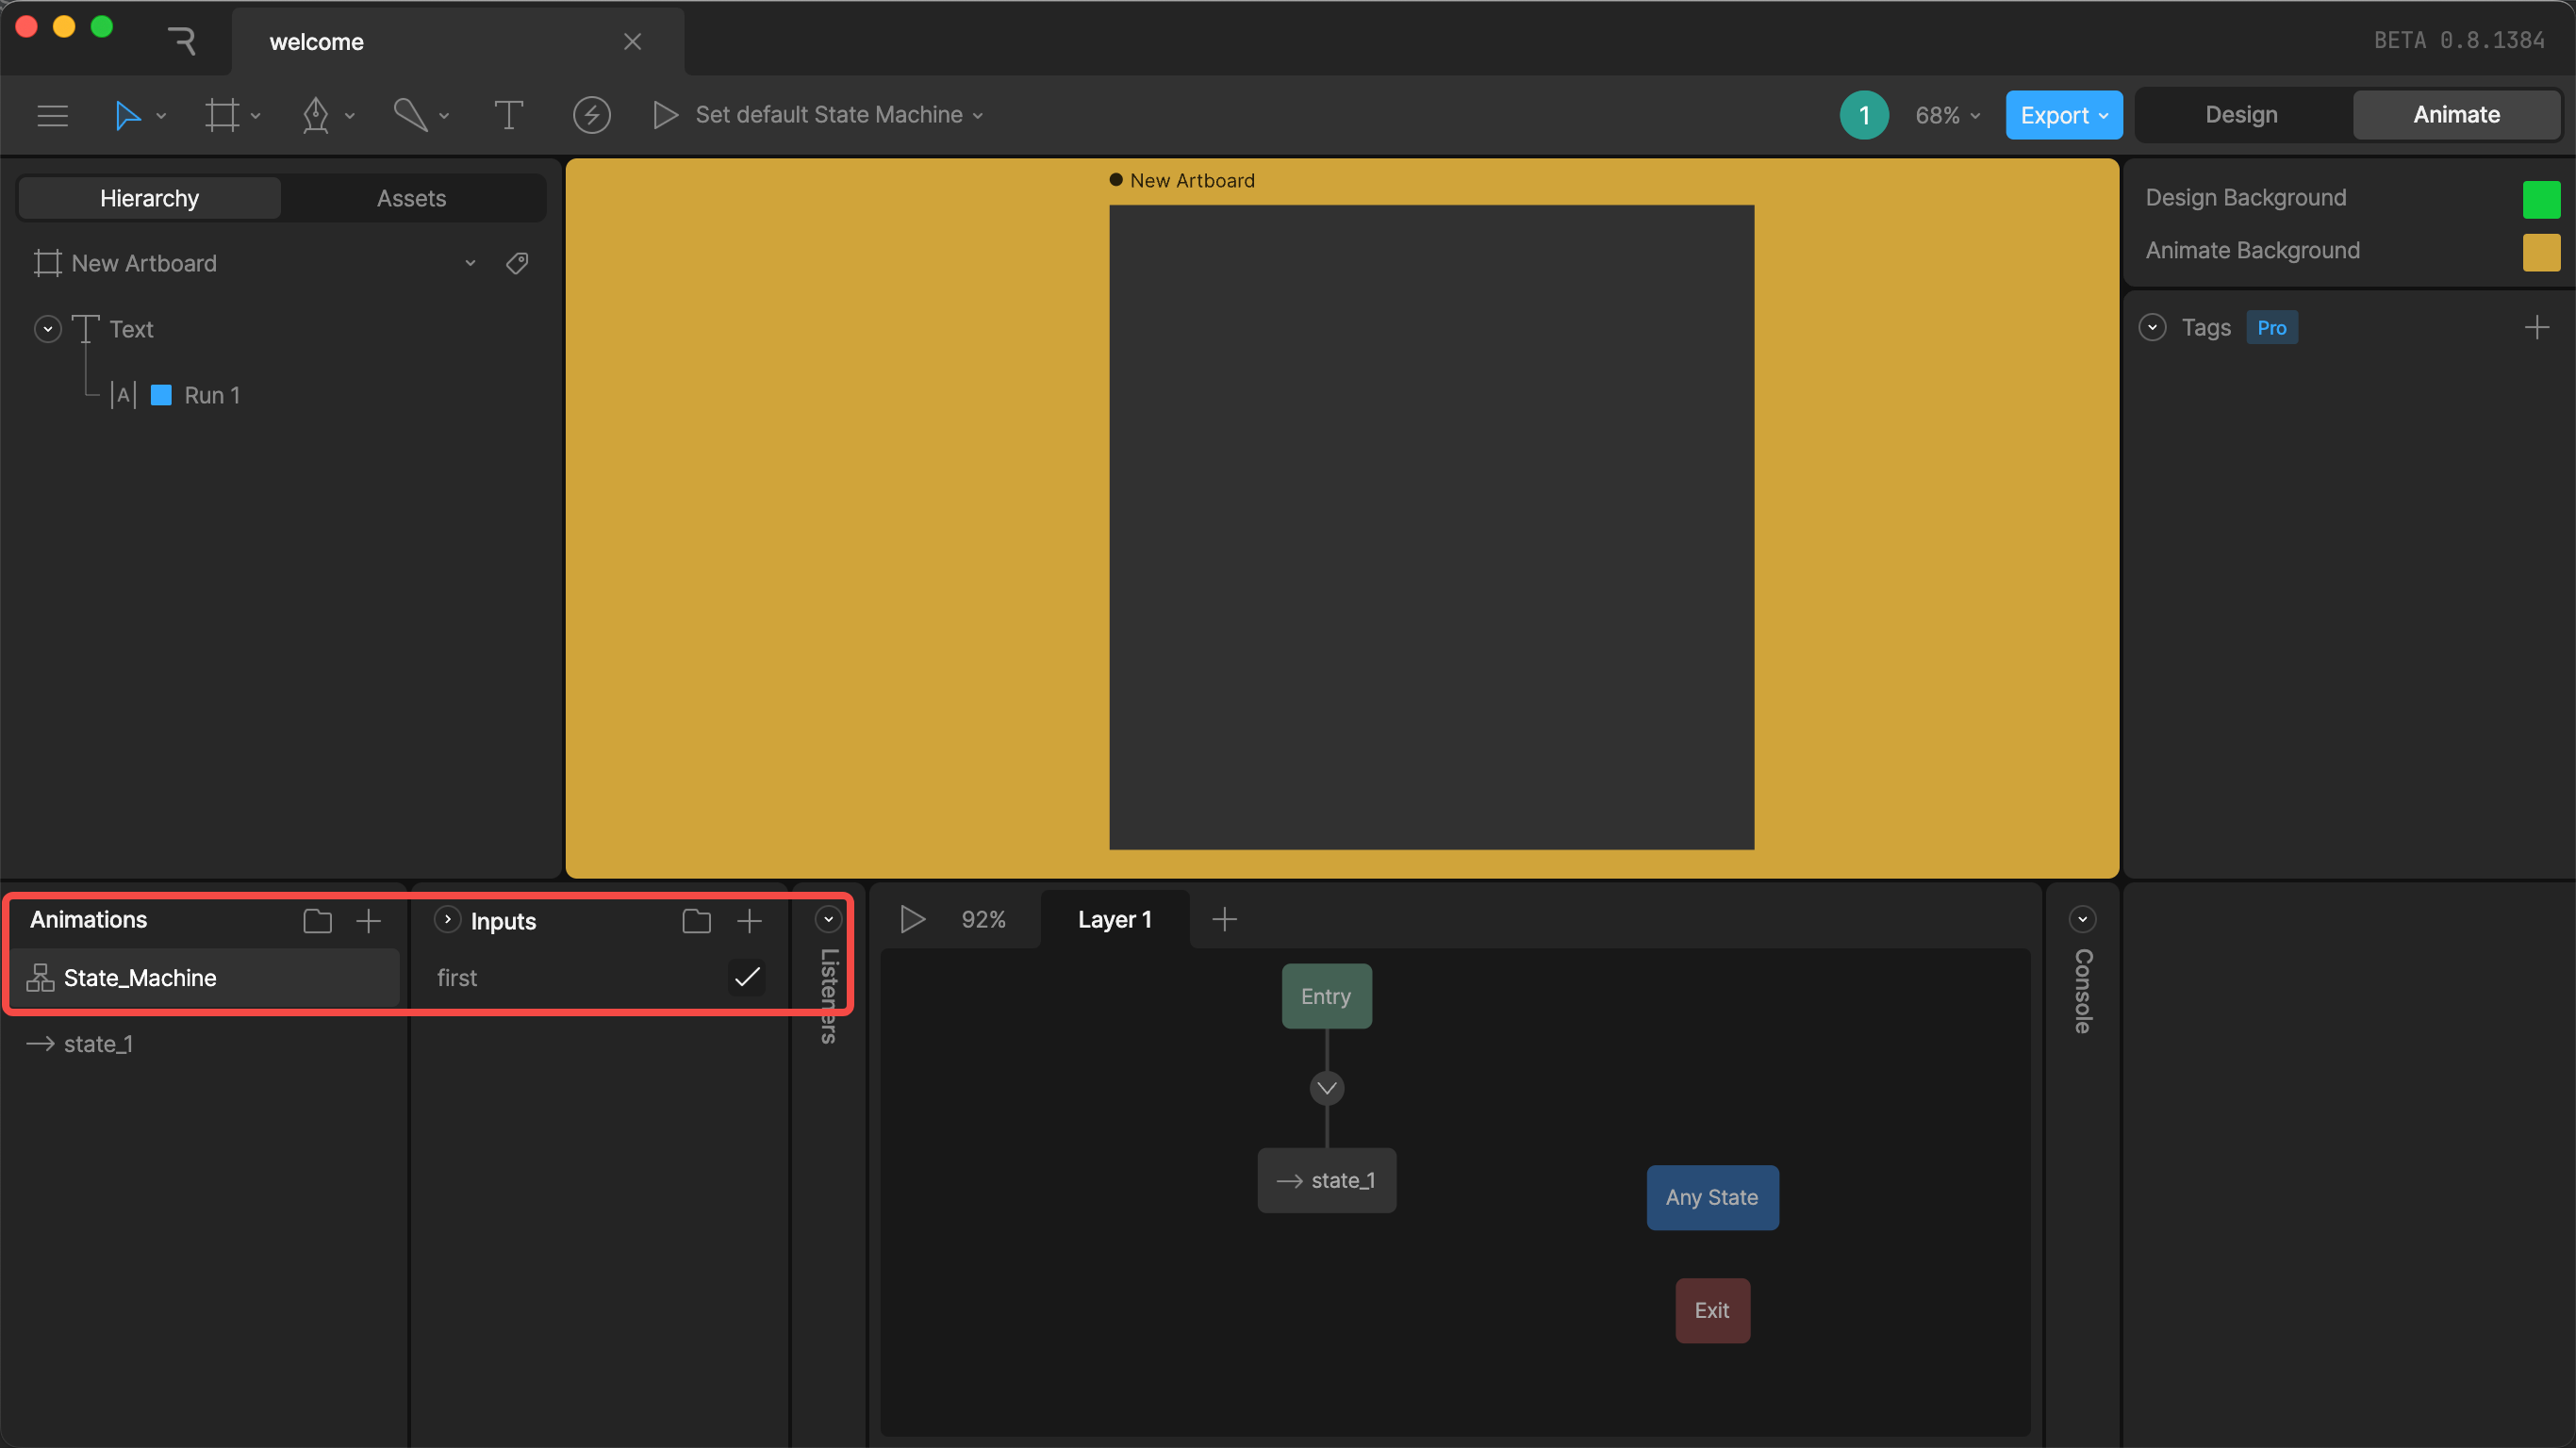 welcome
BETA 0.8.1384
Set default State Machine
1
68%
Export
Design
Animate
Hierarchy
Assets
New Artboard
Text
A
Run 1
New Artboard
Design Background
Animate Background
Tags
Pro
Animations
State_Machine
state_1
Inputs
first
Listeners
92%
Layer 1
Entry
state_1
Any State
Exit
Console